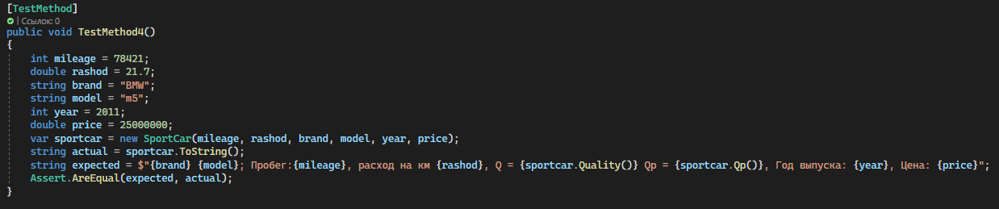 [TestMethod]
| Ссылок: 0
public void TestMethod4()
{
int mileage = 78421;
double rashod = 21.7;
string brand = "BMW";
string model = "m5";
int year = 2011;
double price = 25000000;
var sportcar = new SportCar(mileage, rashod, brand, model, year, price);
string actual = sportcar.ToString();
string expected = $"{brand} {model}; Пробег:{mileage}, расход на км {rashod}, Q = {sportcar.Quality()} Qp = {sportcar.Qp()}, Год выпуска: {year}, Цена: {price}";
Assert.AreEqual(expected, actual);
}